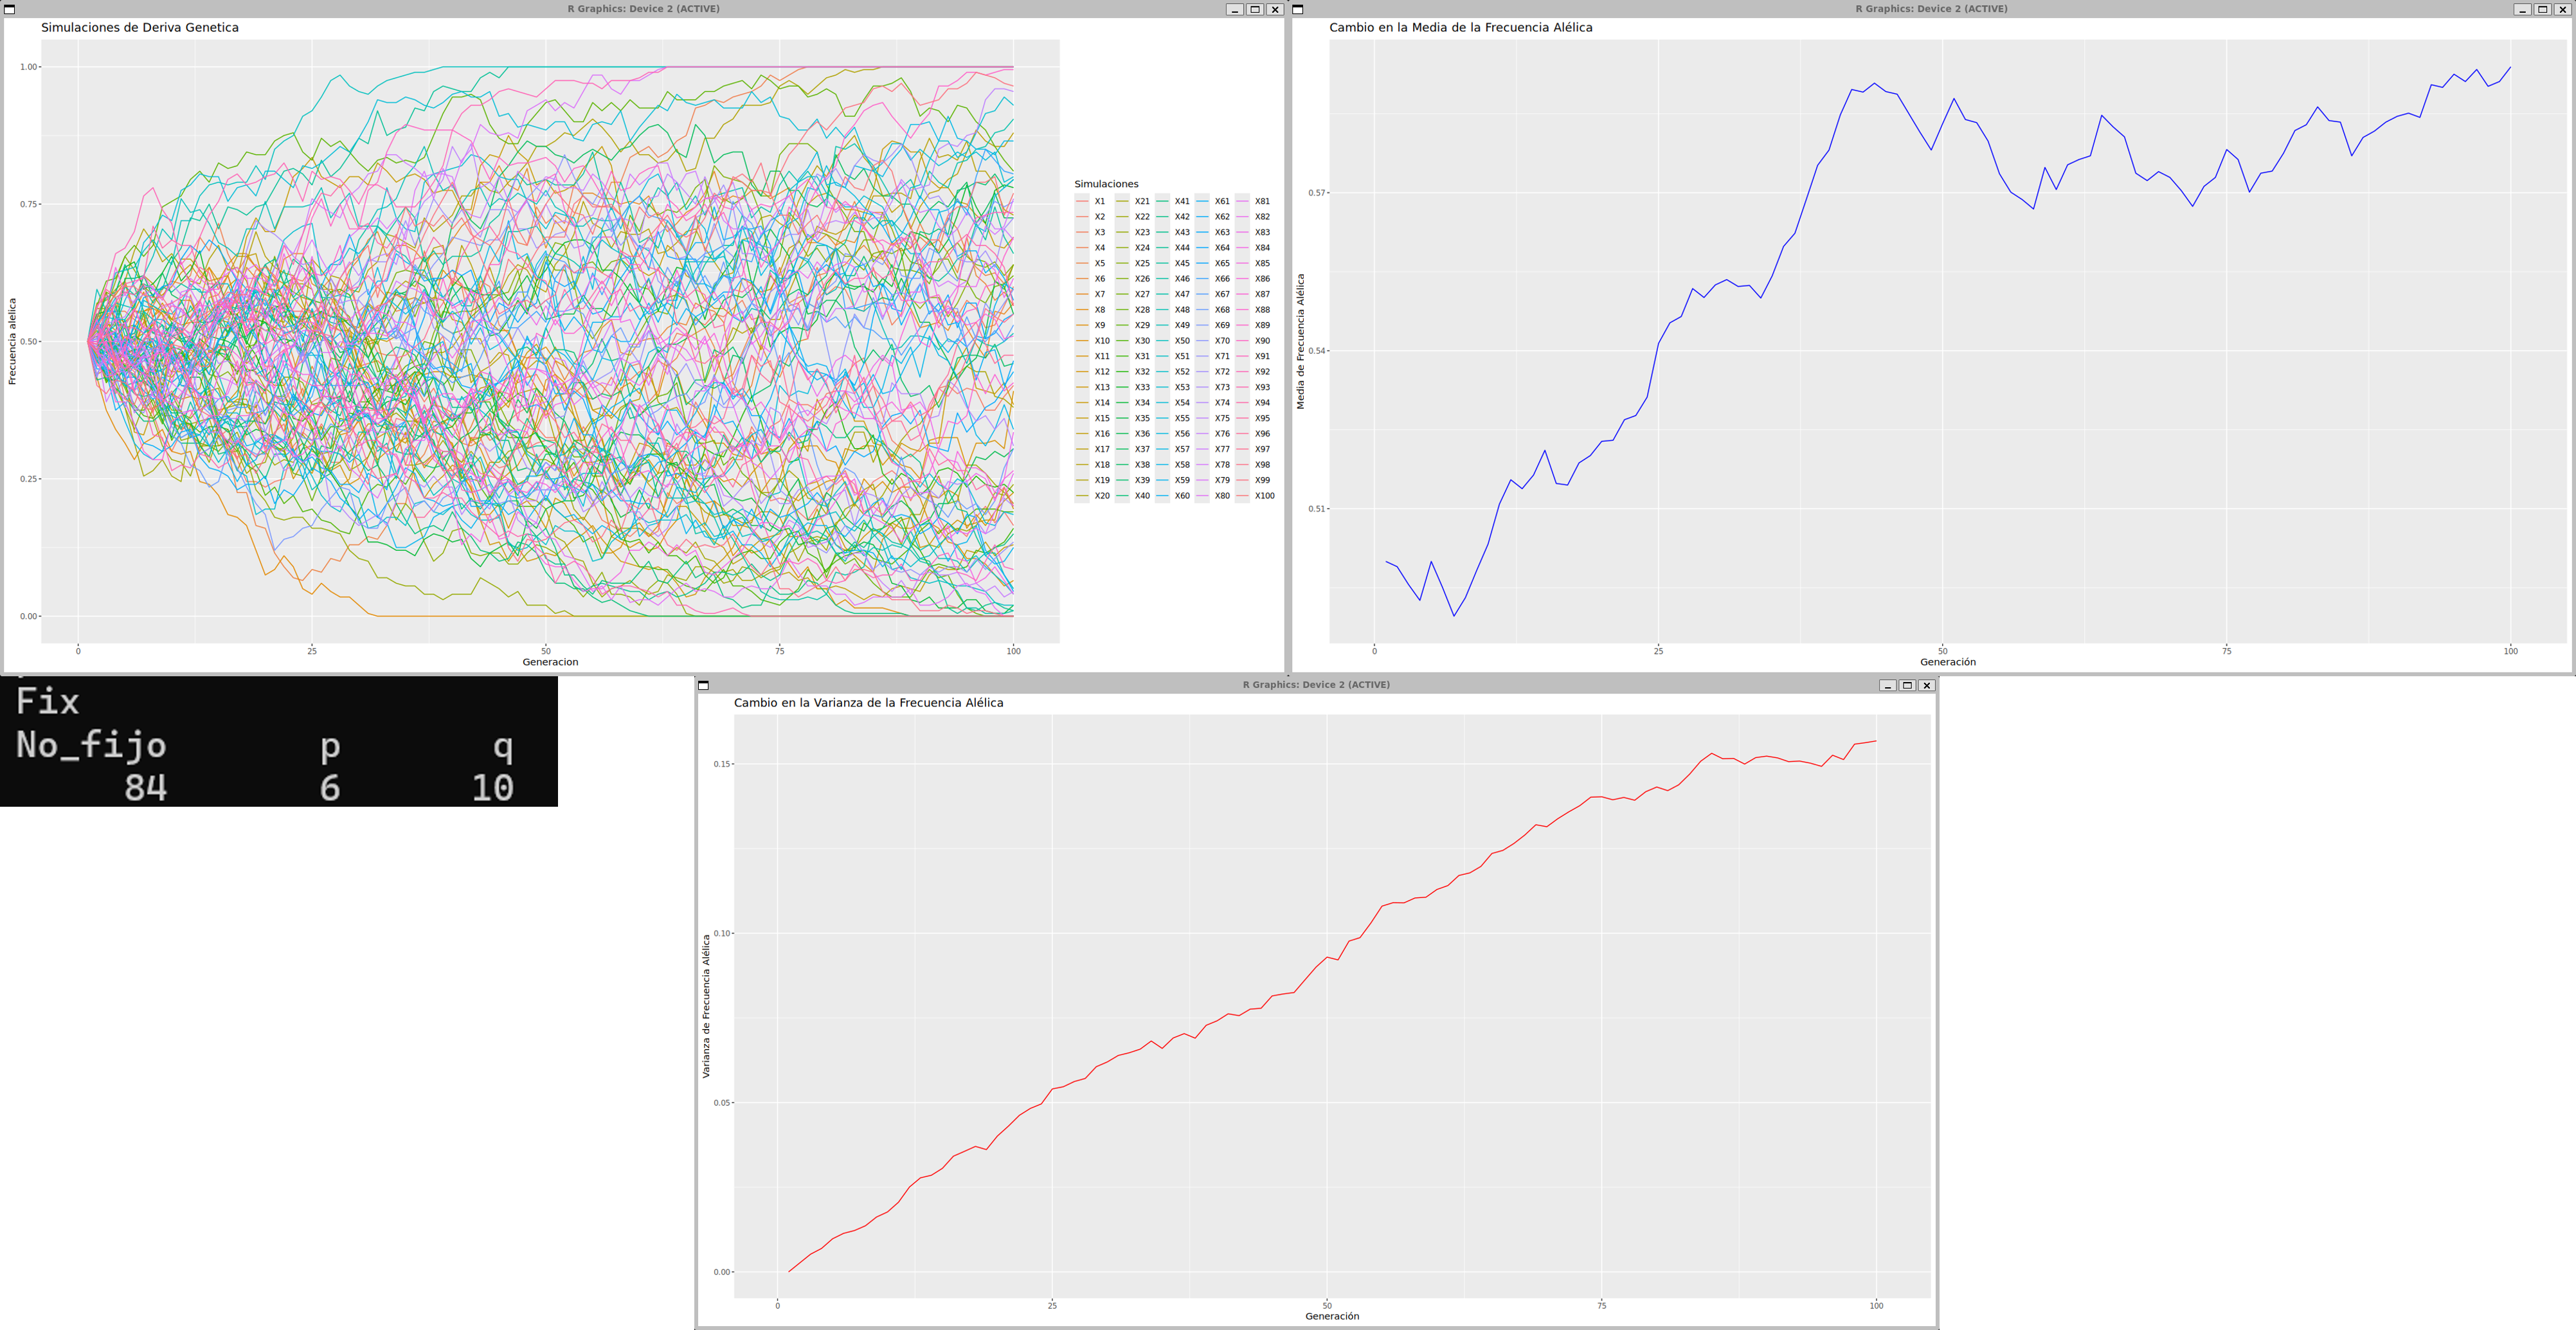 R Graphics: Device 2 (ACTIVE)
Simulaciones de Deriva Genetica
Frecuencia alelica
1.00
0.75
0.50
0.25
0.00
0
25
50
75
100
Generacion
Simulaciones
X1 X21 X41 X61 X81
X2 X22 X42 X62 X82
X3 X23 X43 X63 X83
X4 X24 X44 X64 X84
X5 X25 X45 X65 X85
X6 X26 X46 X66 X86
X7 X27 X47 X67 X87
X8 X28 X48 X68 X88
X9 X29 X49 X69 X89
X10 X30 X50 X70 X90
X11 X31 X51 X71 X91
X12 X32 X52 X72 X92
X13 X33 X53 X73 X93
X14 X34 X54 X74 X94
X15 X35 X55 X75 X95
X16 X36 X56 X76 X96
X17 X37 X57 X77 X97
X18 X38 X58 X78 X98
X19 X39 X59 X79 X99
X20 X40 X60 X80 X100
R Graphics: Device 2 (ACTIVE)
Cambio en la Media de la Frecuencia Alélica
Media de Frecuencia Alélica
0.57
0.54
0.51
0
25
50
75
100
Generación
Fix
No_fijo p q
84 6 10
R Graphics: Device 2 (ACTIVE)
Cambio en la Varianza de la Frecuencia Alélica
Varianza de Frecuencia Alélica
0.15
0.10
0.05
0.00
0
25
50
75
100
Generación